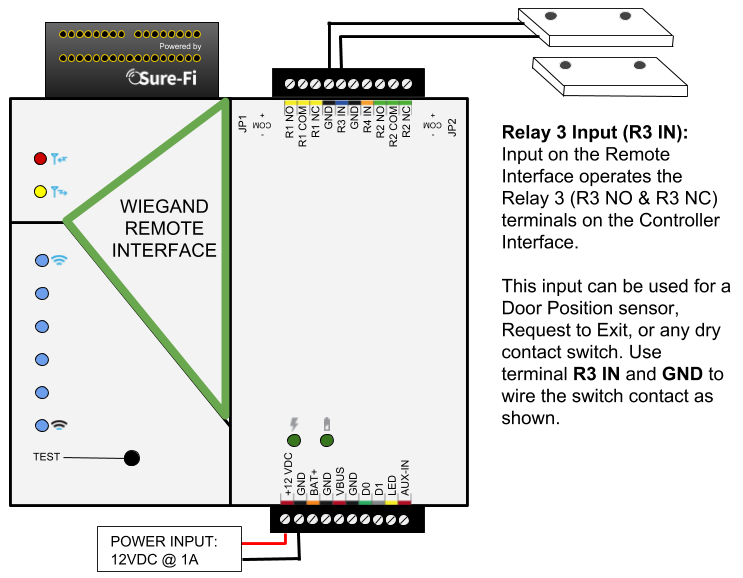 Powered by
Sure-Fi
JP1
+
COM
-
R1 NO
R1 COM
R1 NC
GND
R3 IN
GND
R4 IN
R2 NO
R2 COM
R2 NC
+
COM
-
JP2
WIEGAND
REMOTE
INTERFACE
TEST
+12 VDC
GND
BAT+
GND
VBUS
GND
D0
D1
LED
AUX-IN
POWER INPUT:
12VDC @ 1A
Relay 3 Input (R3 IN):
Input on the Remote
Interface operates the
Relay 3 (R3 NO & R3 NC)
terminals on the Controller
Interface.
This input can be used for a
Door Position sensor,
Request to Exit, or any dry
contact switch. Use
terminal R3 IN and GND to
wire the switch contact as
shown.